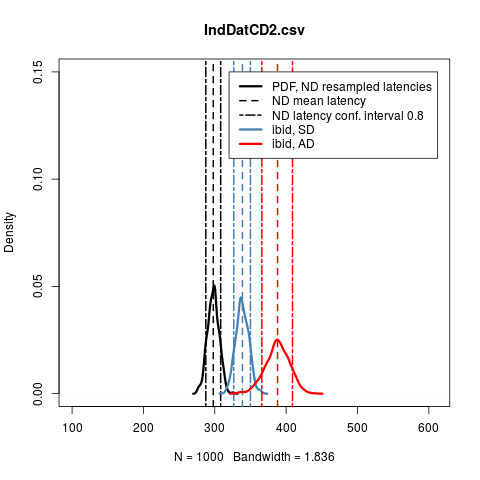 IndDatCD2.csv
PDF, ND resampled latencies
ND mean latency
ND latency conf. interval 0.8
ibid, SD
ibid, AD
Density
0.15
0.10
0.05
0.00
100 200 300 400 500 600
N = 1000 Bandwidth = 1.836